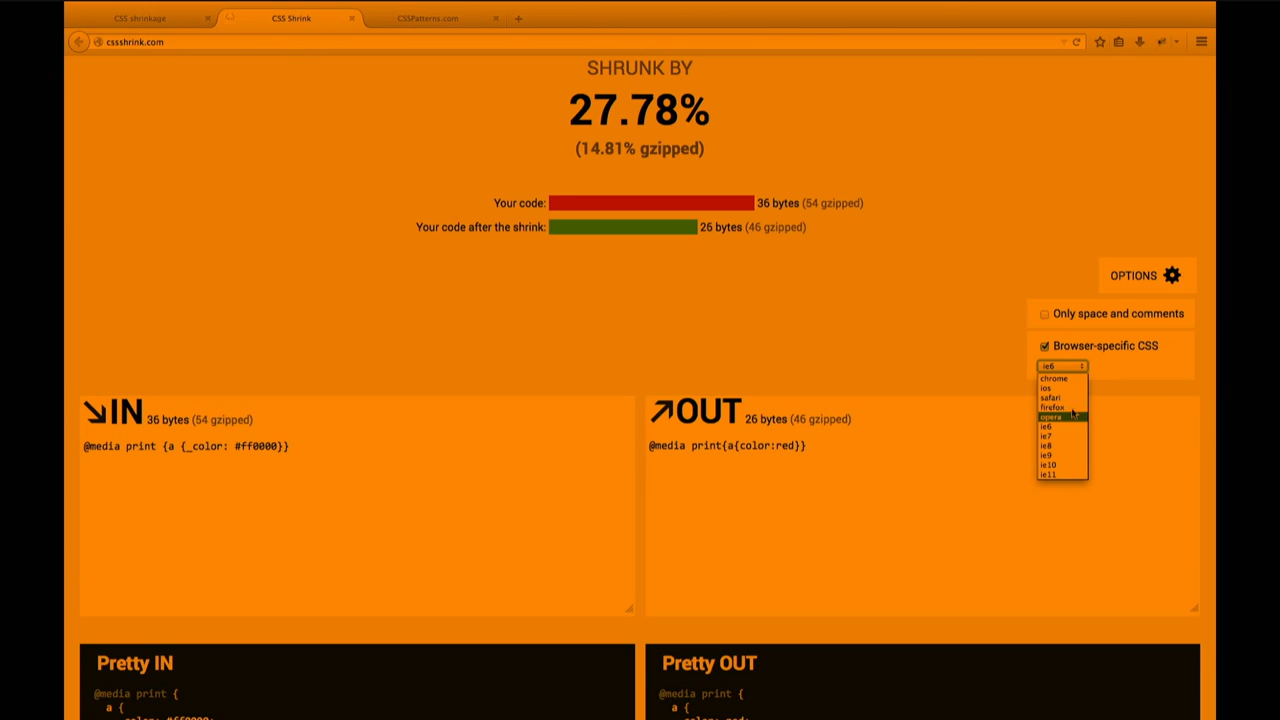 CSS shrinkage
CSS Shrink
CSSPatterns.com
cssshrink.com
SHRUNK BY
27.78%
(14.81% gzipped)
Your code: 36 bytes (54 gzipped)
Your code after the shrink: 26 bytes (46 gzipped)
OPTIONS
Only space and comments
Browser-specific CSS
ie6
chrome
ios
safari
firefox
opera
ie6
ie7
ie8
ie9
ie10
ie11
IN 36 bytes (54 gzipped)
@media print {a {_color: #ff0000}}
OUT 26 bytes (46 gzipped)
@media print{a{color:red}}
Pretty IN
@media print {
a {
Pretty OUT
@media print {
a {